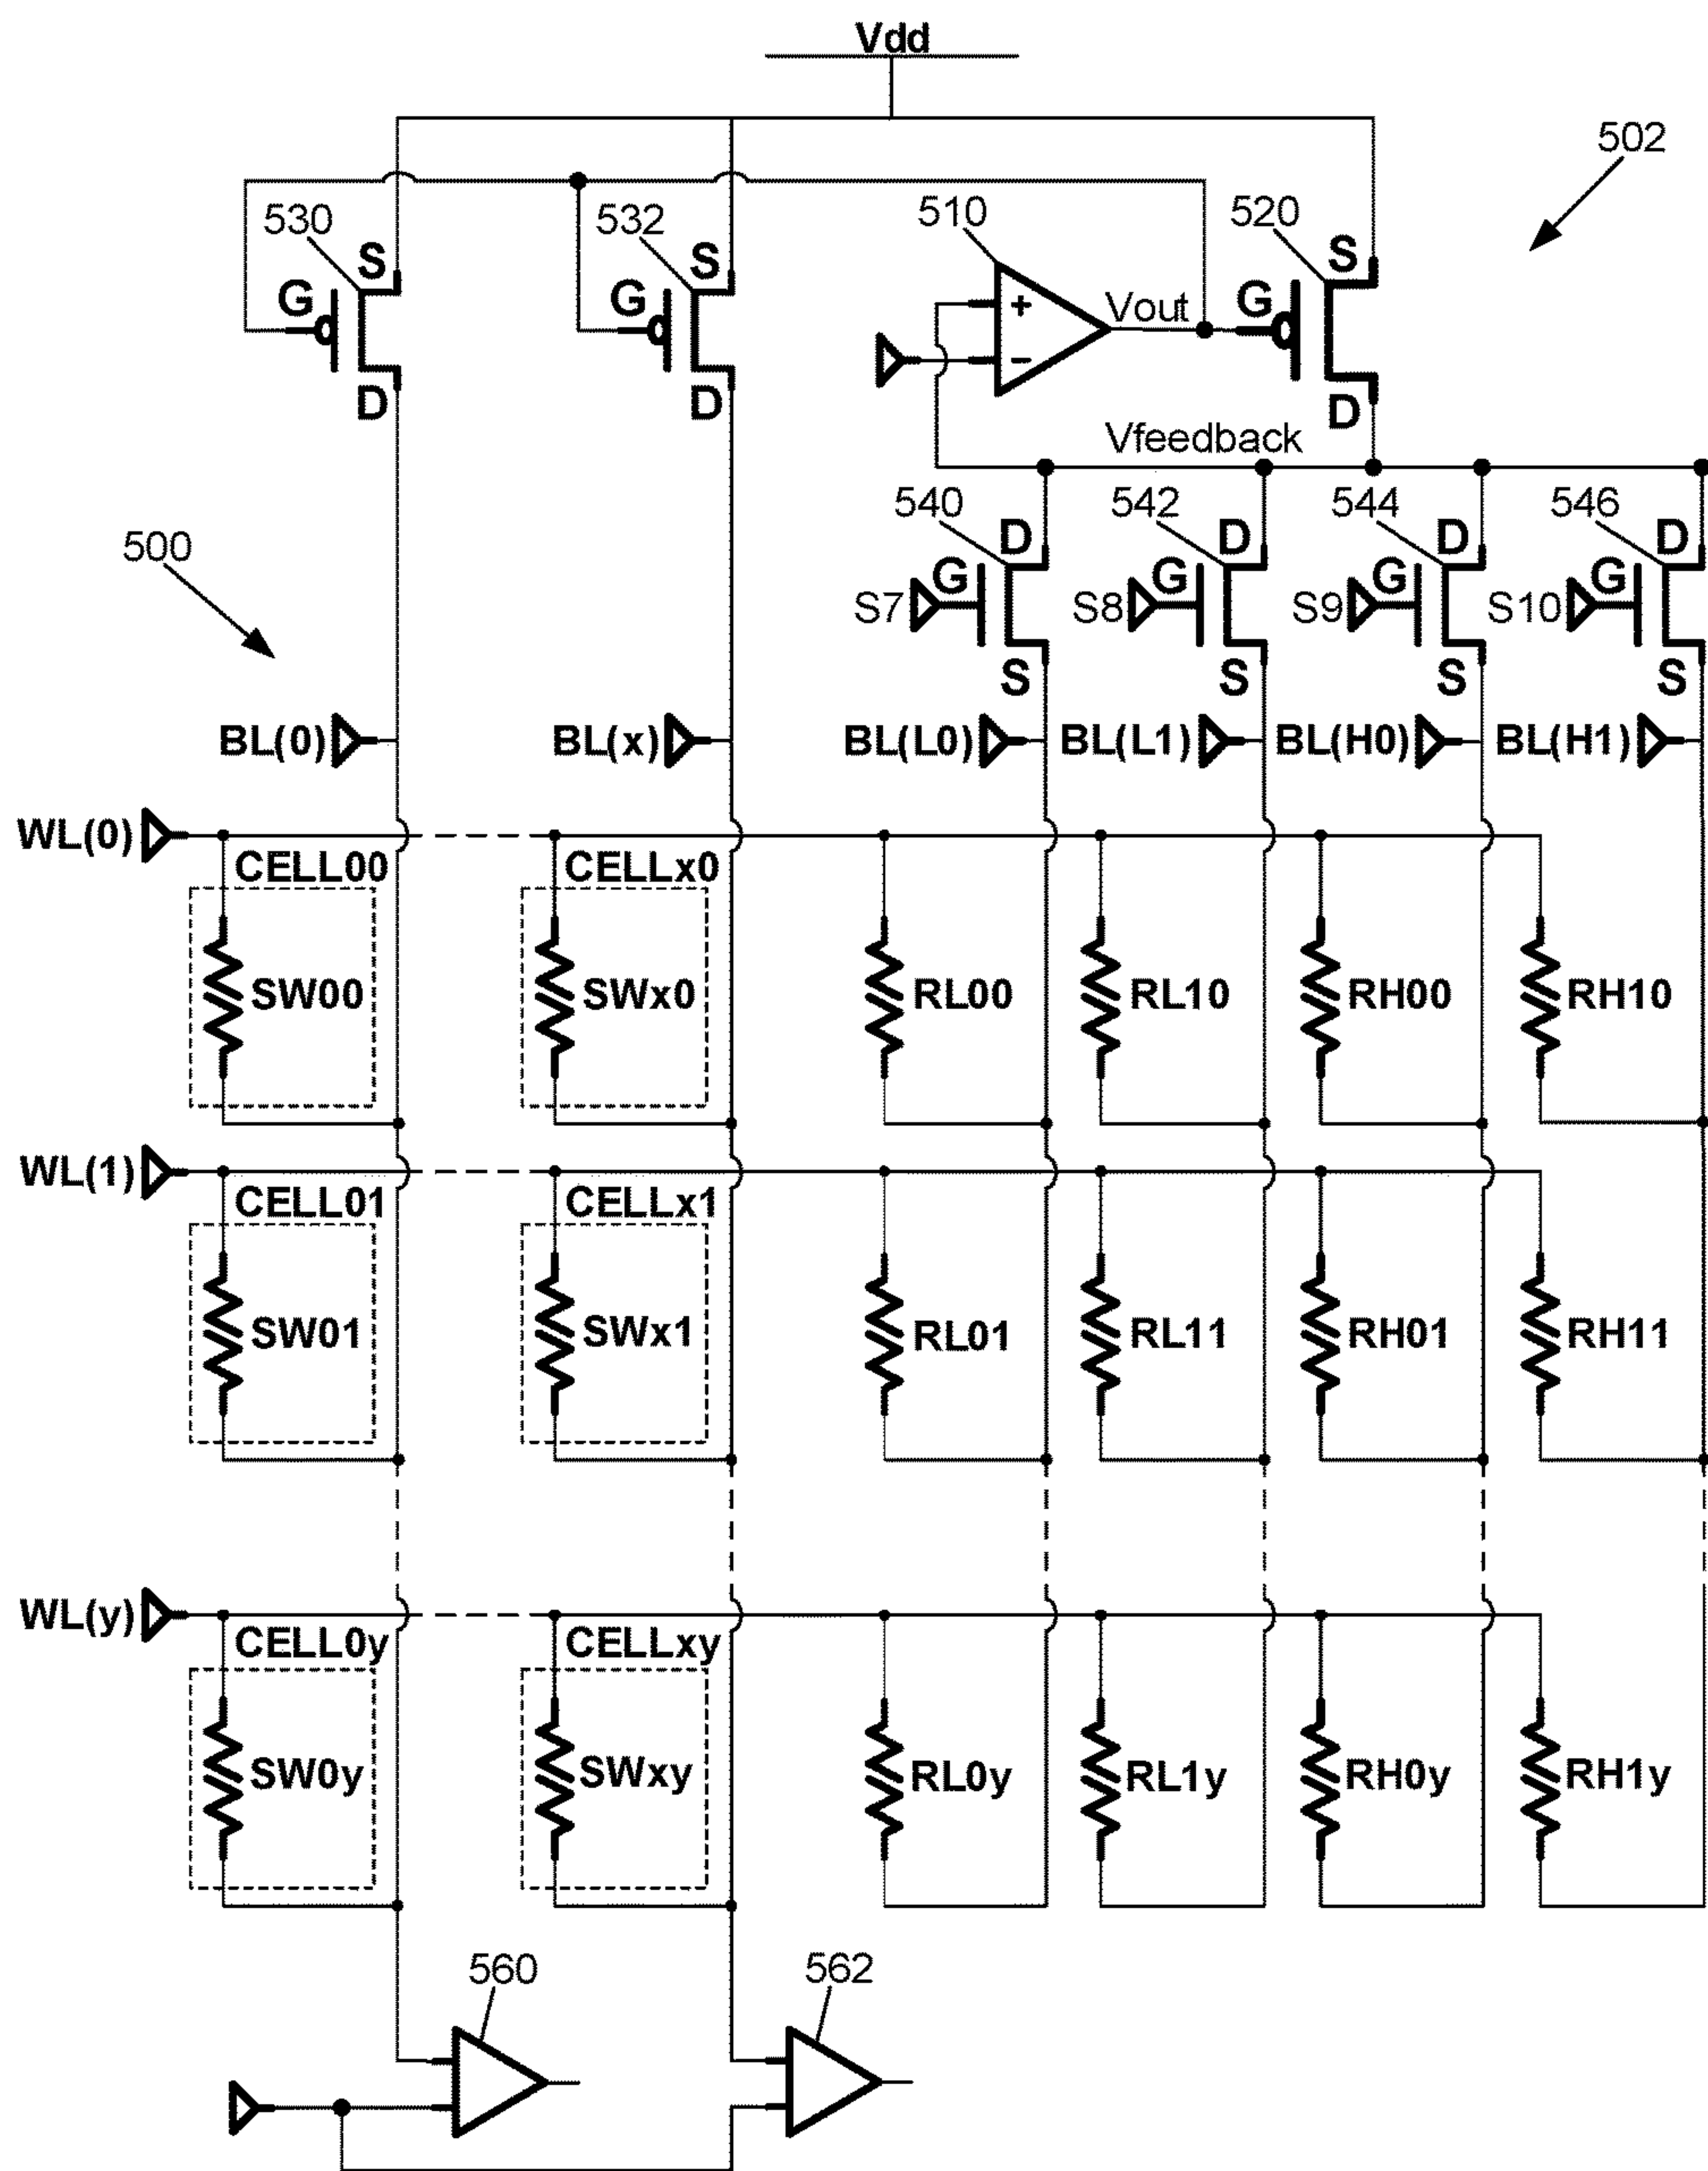 Vdd
502
530
532
510
520
S
S
S
G
G
+
Vout
G
−
D
D
D
Vfeedback
540
542
544
546
500
D
D
D
D
G
G
G
G
S7
S8
S9
S10
S
S
S
S
BL(0)
BL(x)
BL(L0)
BL(L1)
BL(H0)
BL(H1)
WL(0)
CELL00
CELLx0
SW00
SWx0
RL00
RL10
RH00
RH10
WL(1)
CELL01
CELLx1
SW01
SWx1
RL01
RL11
RH01
RH11
WL(y)
CELL0y
CELLxy
SW0y
SWxy
RL0y
RL1y
RH0y
RH1y
560
562